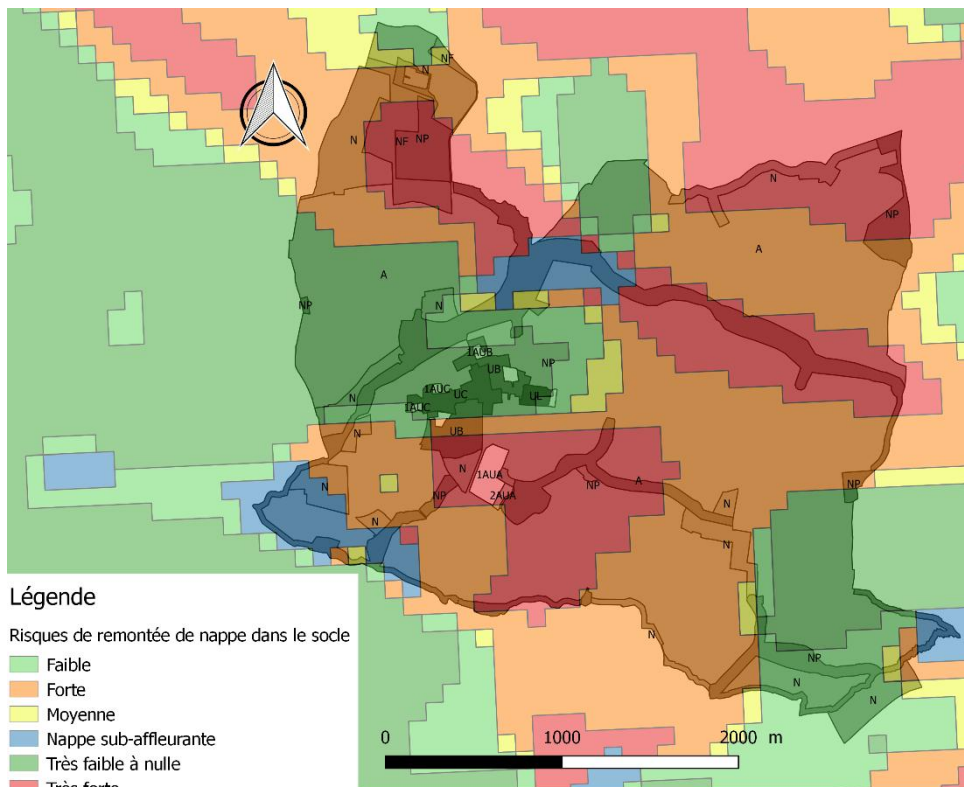 NF
N
N
NF
NP
N
NP
A
A
NP
N
1AUB
UB
NP
1AUC
UC
UL
1AUC
N
UB
N
N
1AUA
NP
A
NP
N
NP
2AUA
N
N
N
N
NP
N
N
Légende
Risques de remontée de nappe dans le socle
Faible
Forte
Moyenne
Nappe sub-affleurante
Très faible à nulle
Très forte
0 1000 2000 m